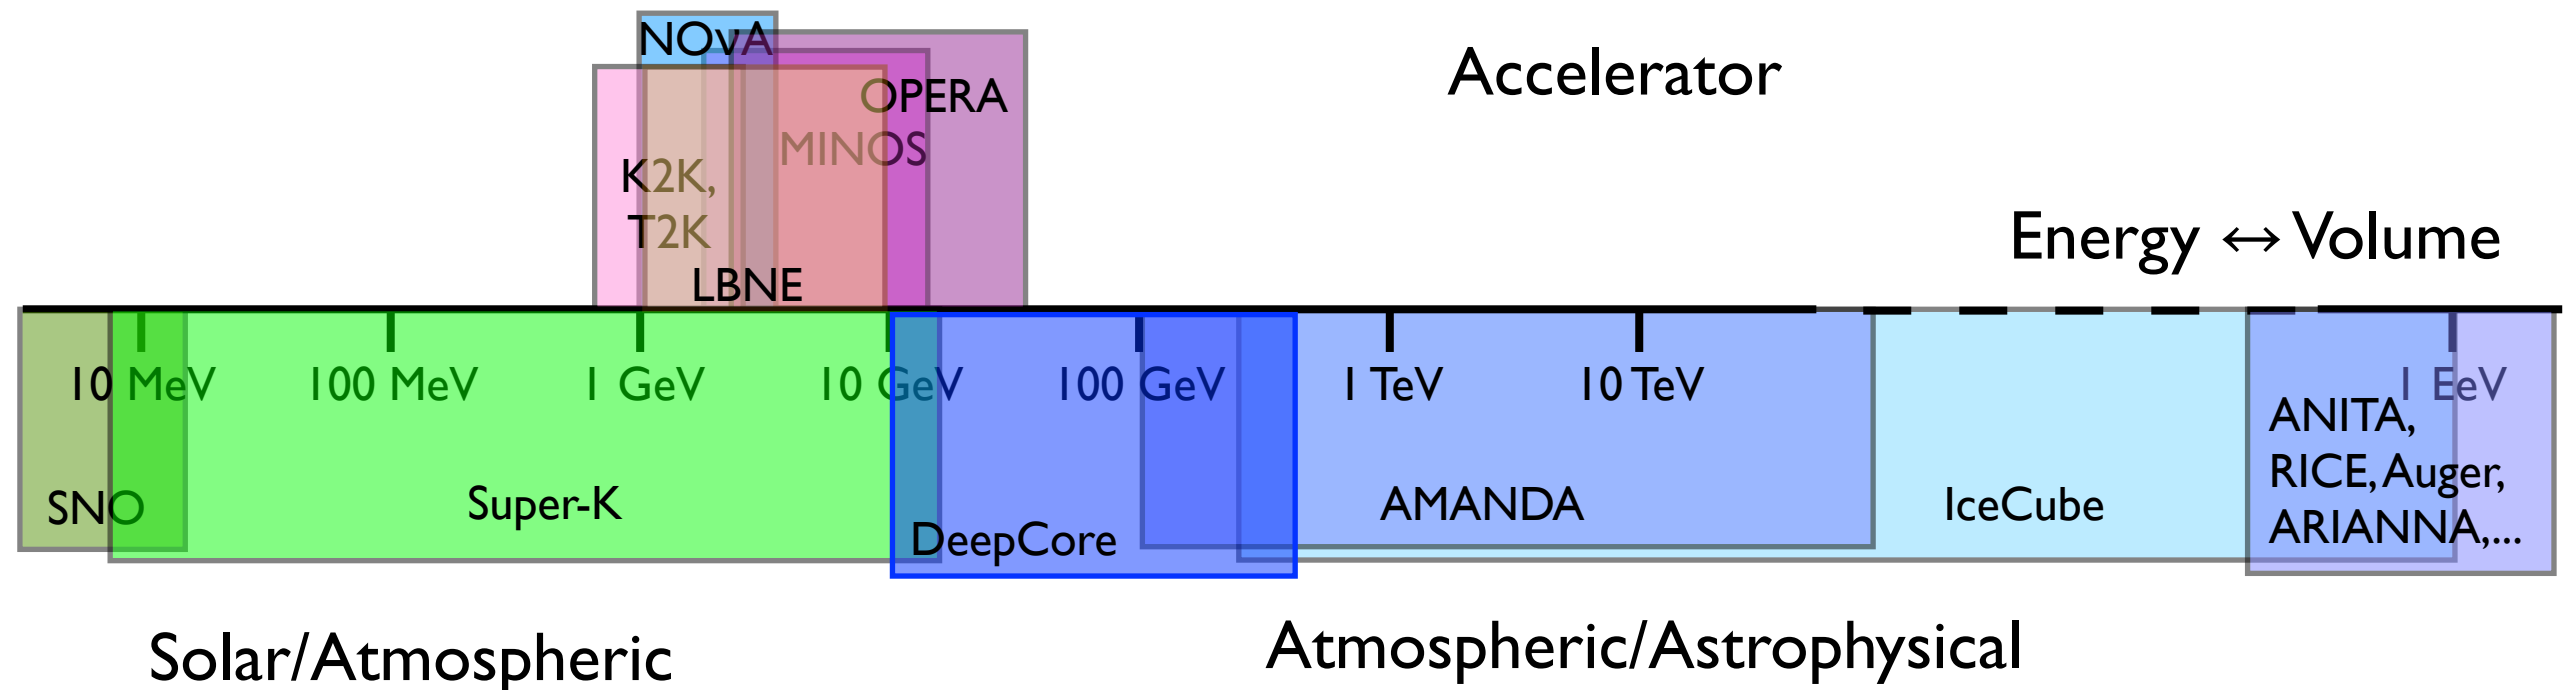 NOvA
Accelerator
OPERA
MINOS
K2K,
T2K
Energy ↔ Volume
LBNE
10 MeV 100 MeV 1 GeV 10 GeV 100 GeV 1 TeV 10 TeV 1 EeV
ANITA,
RICE, Auger,
ARIANNA,...
SNO Super-K DeepCore AMANDA IceCube
Solar/Atmospheric
Atmospheric/Astrophysical